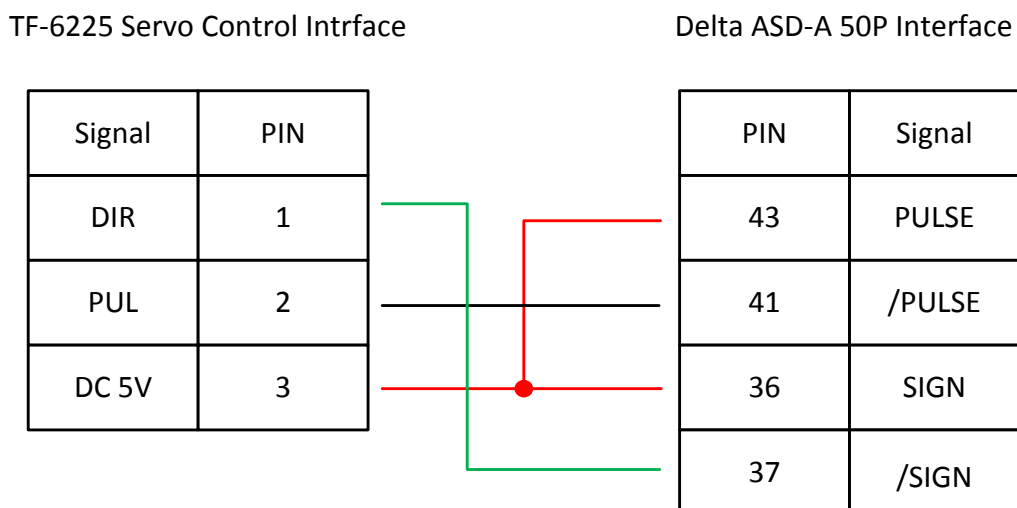 TF-6225 Servo Control Intrface
Delta ASD-A 50P Interface
Signal PIN
DIR 1
PUL 2
DC 5V 3
PIN Signal
43 PULSE
41 /PULSE
36 SIGN
37 /SIGN